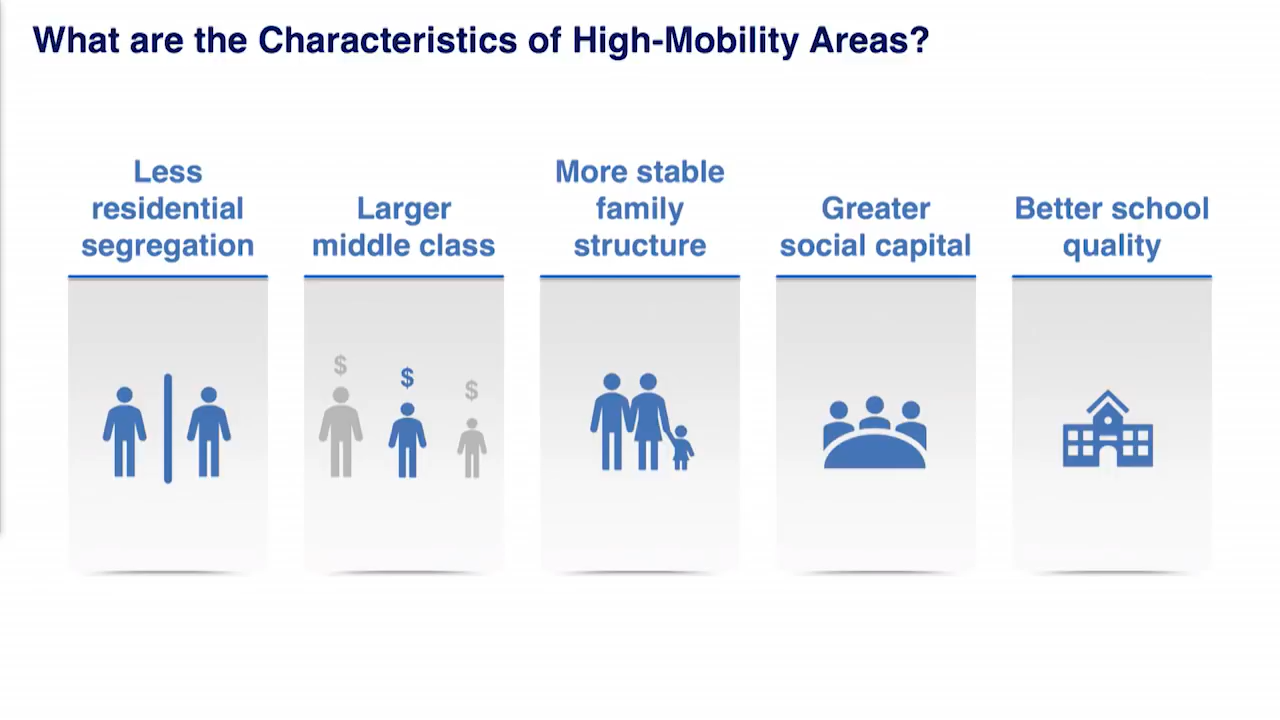 What are the Characteristics of High-Mobility Areas?
Less
residential
segregation
Larger
middle class
More stable
family
structure
Greater
social capital
Better school
quality
$
$
$